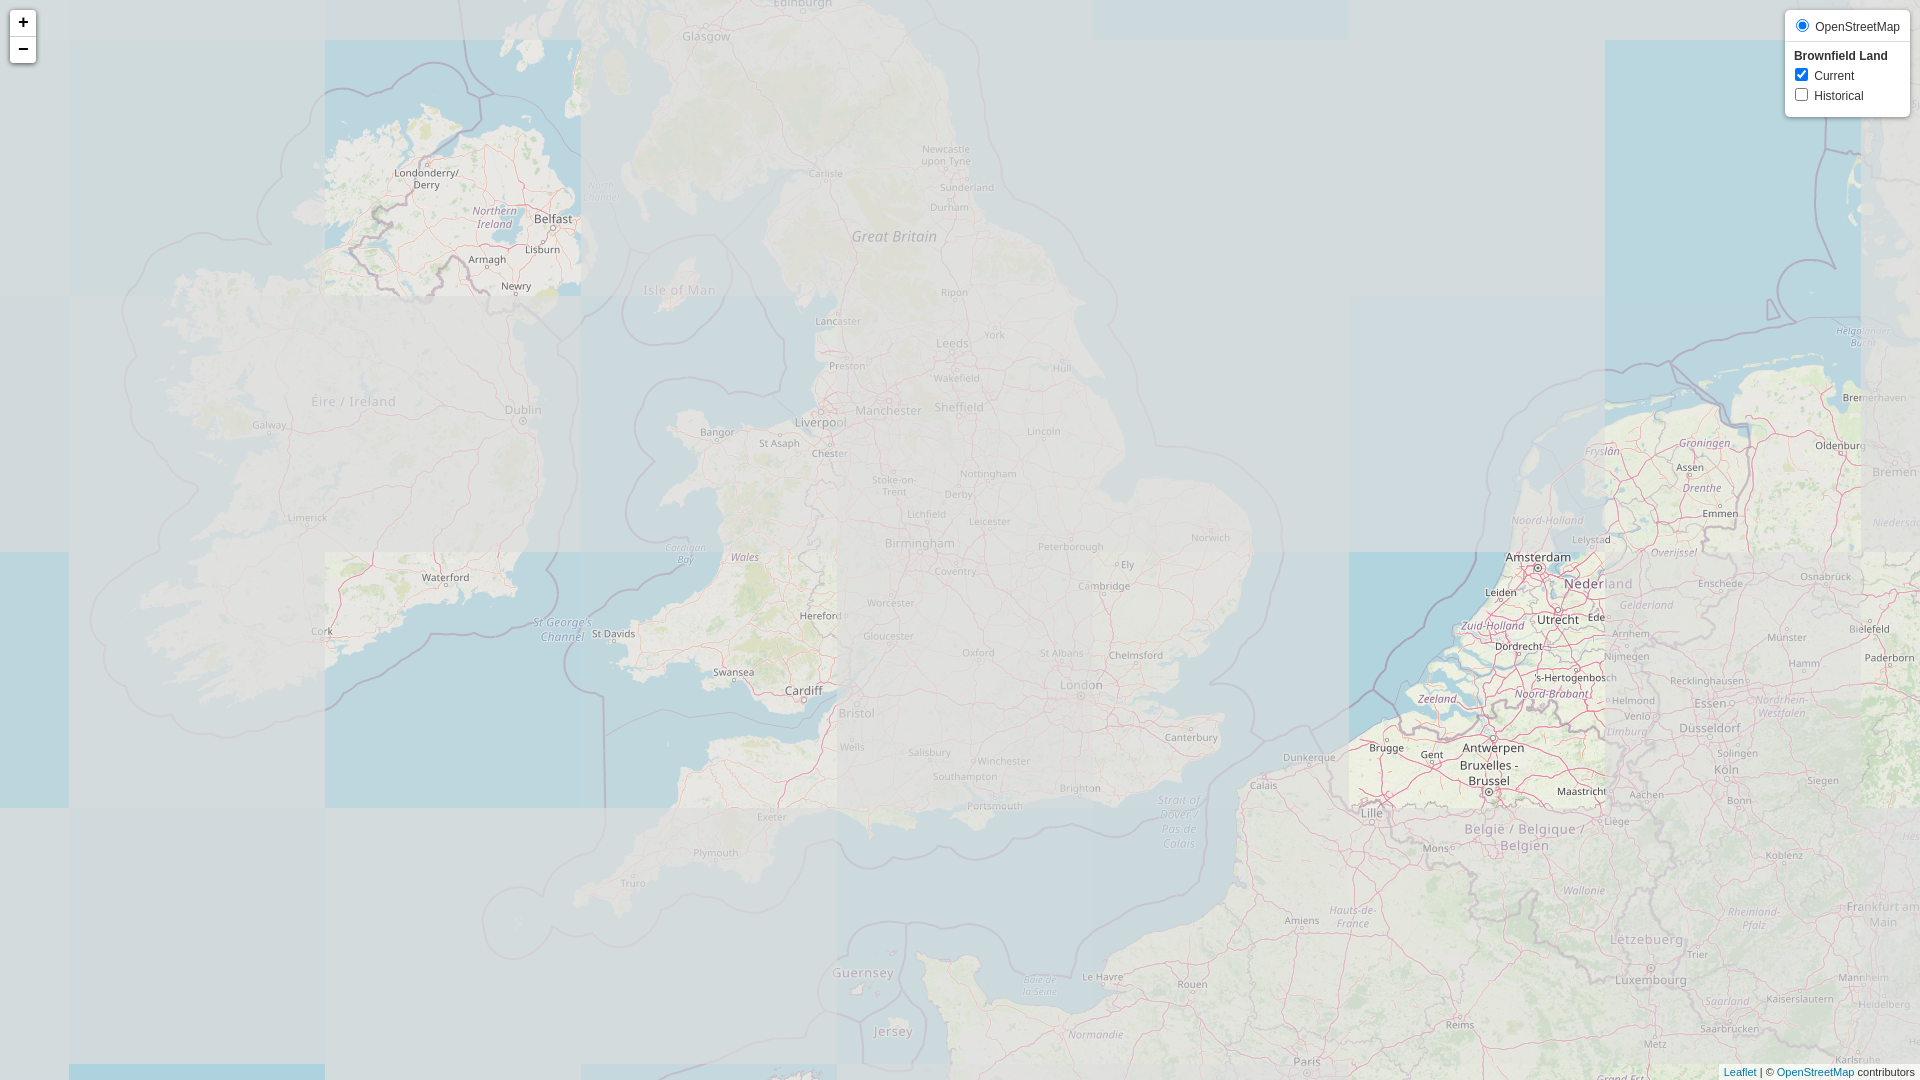 +
−
OpenStreetMap
Brownfield Land
Current
Historical
Edinburgh
Glasgow
Londonderry/
Derry
Northern
Ireland
Belfast
Lisburn
Armagh
Newry
Newcastle
upon Tyne
Carlisle
Sunderland
Durham
Great Britain
Isle of Man
Ripon
Lancaster
York
Leeds
Preston
Hull
Wakefield
Éire / Ireland
Dublin
Galway
Manchester
Sheffield
Liverpool
Bangor
St Asaph
Chester
Lincoln
Stoke-on-
Trent
Nottingham
Derby
Limerick
Lichfield
Leicester
Birmingham
Peterborough
Norwich
Cardigan
Bay
Wales
Coventry
Ely
Cambridge
Waterford
Worcester
Hereford
St George's
Channel
St Davids
Cork
Gloucester
Oxford
St Albans
Chelmsford
Swansea
Cardiff
London
Bristol
Wells
Salisbury
Winchester
Canterbury
Southampton
Portsmouth
Brighton
Exeter
Plymouth
Truro
Strait of
Dover /
Pas de
Calais
Dunkerque
Calais
Guernsey
Jersey
Baie de
la Seine
Le Havre
Rouen
Amiens
Hauts-de-
France
Normandie
Paris
Reims
Helgoländer
Bucht
Bremerhaven
Groningen
Fryslân
Oldenburg
Assen
Drenthe
Bremen
Emmen
Noord-Holland
Lelystad
Overijssel
Amsterdam
Nederland
Leiden
Enschede
Osnabrück
Gelderland
Utrecht
Ede
Zuid-Holland
Arnhem
Münster
Bielefeld
Dordrecht
Nijmegen
Hamm
Paderborn
's-Hertogenbosch
Recklinghausen
Zeeland
Noord-Brabant
Helmond
Essen
Nordrhein-
Westfalen
Venlo
Limburg
Düsseldorf
Brugge
Gent
Antwerpen
Solingen
Bruxelles -
Brussel
Köln
Siegen
Maastricht
Aachen
Bonn
Lille
Liège
België / Belgique /
Belgien
Mons
Koblenz
Wallonie
Rheinland-
Pfalz
Frankfurt am
Main
Lëtzebuerg
Trier
Luxembourg
Mannheim
Saarland
Kaiserslautern
Heidelberg
Saarbrücken
Metz
Karlsruhe
Grand Est
Leaflet | © OpenStreetMap contributors